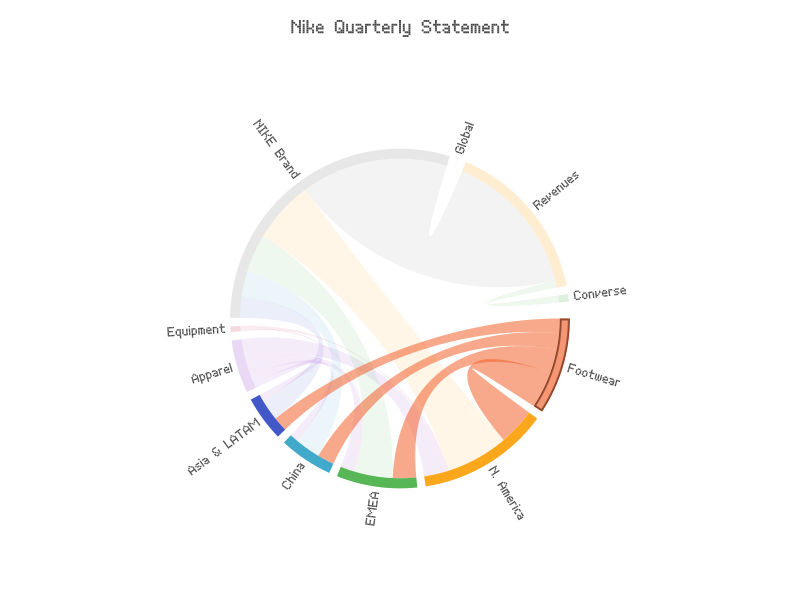 Nike Quarterly Statement
Global
NIKE Brand
Revenues
Converse
Equipment
Footwear
Apparel
Asia & LATAM
China
N. America
EMEA